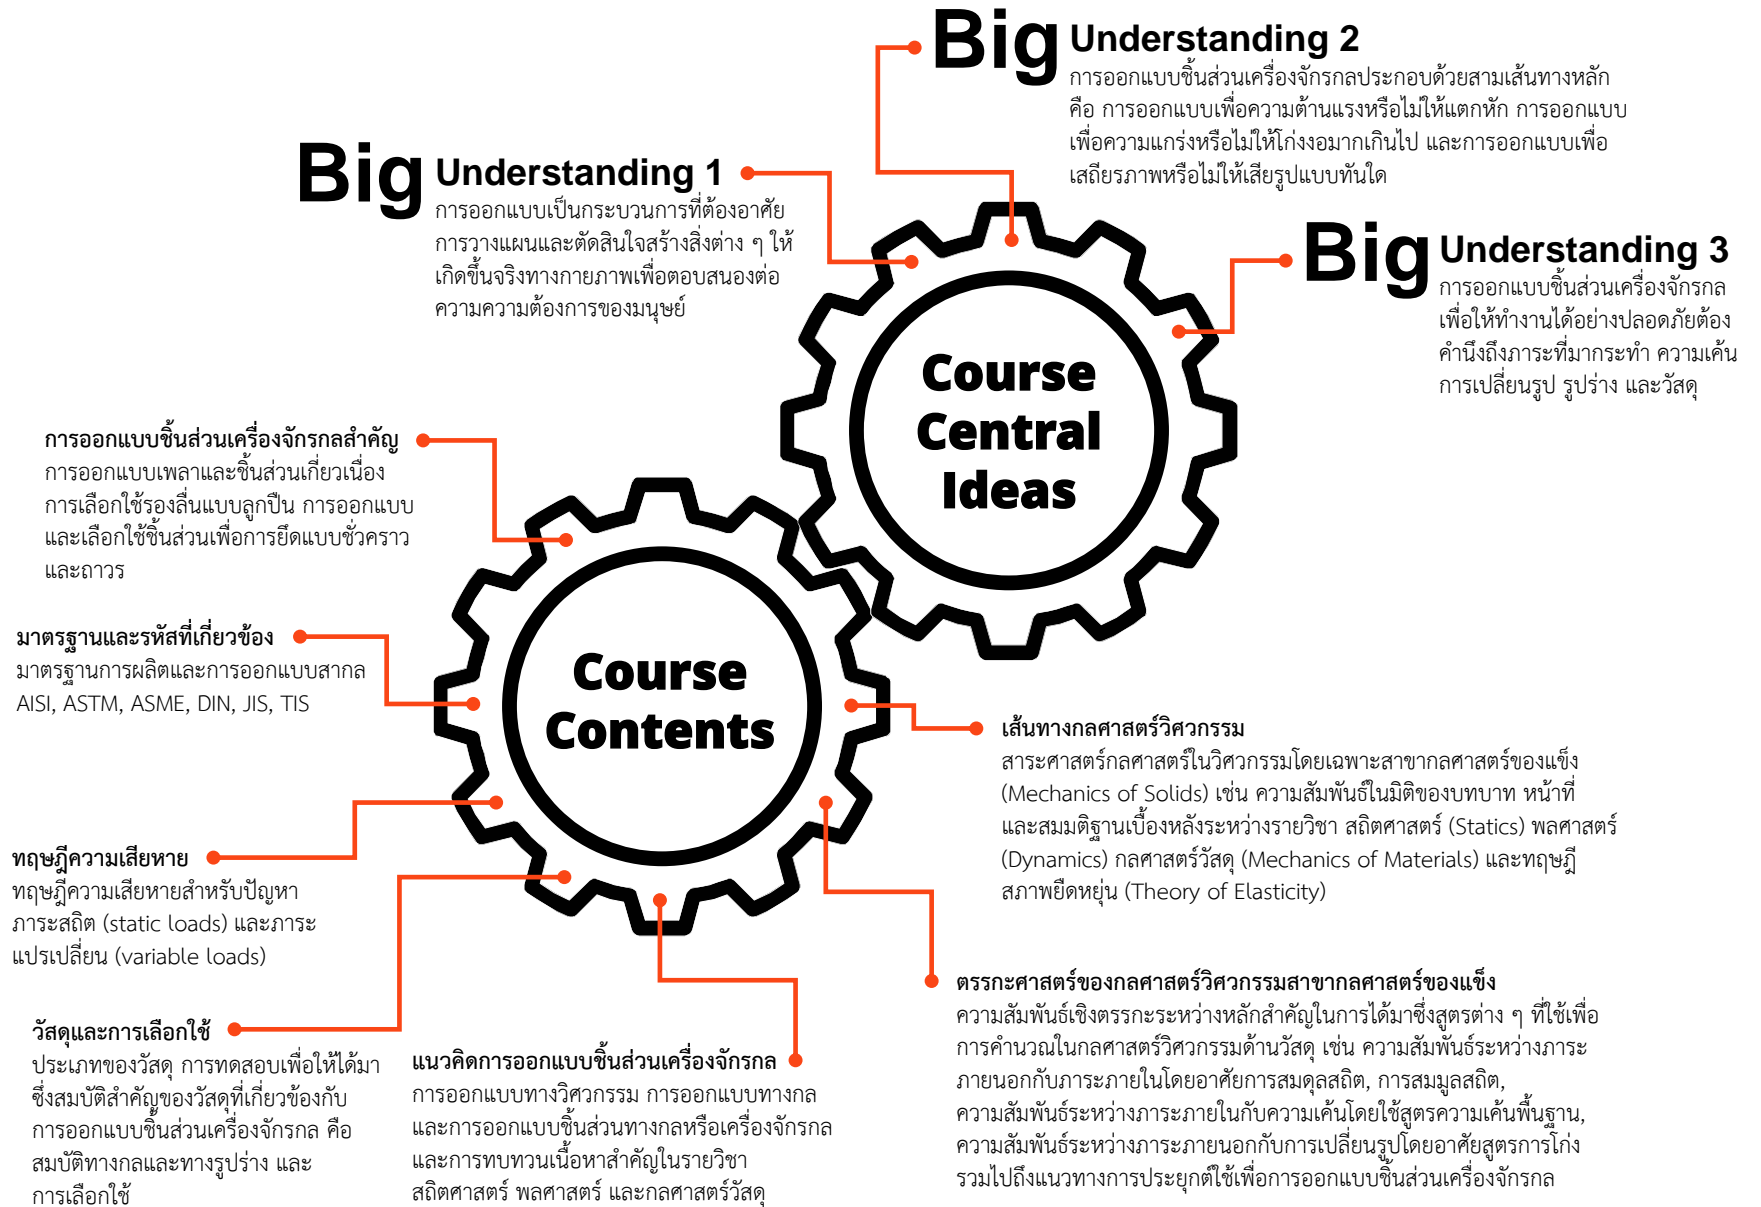 Big Understanding 2
การออกแบบชิ้นส่วนเครื่องจักรกลประกอบด้วยสามเส้นทางหลัก
คือ การออกแบบเพื่อความต้านแรงหรือไม่ให้แตกหัก การออกแบบ
เพื่อความแกร่งหรือไม่ให้โก่งงอมากเกินไป และการออกแบบเพื่อ
เสถียรภาพหรือไม่ให้เสียรูปแบบทันใด
Big Understanding 1
การออกแบบเป็นกระบวนการที่ต้องอาศัย
การวางแผนและตัดสินใจสร้างสิ่งต่าง ๆ ให้
เกิดขึ้นจริงทางกายภาพเพื่อตอบสนองต่อ
ความความต้องการของมนุษย์
Big Understanding 3
การออกแบบชิ้นส่วนเครื่องจักรกล
เพื่อให้ทำงานได้อย่างปลอดภัยต้อง
คำนึงถึงภาระที่มากระทำ ความเค้น
การเปลี่ยนรูป รูปร่าง และวัสดุ
Course
Central
Ideas
การออกแบบชิ้นส่วนเครื่องจักรกลสำคัญ
การออกแบบเพลาและชิ้นส่วนเกี่ยวเนื่อง
การเลือกใช้รองลื่นแบบลูกปืน การออกแบบ
และเลือกใช้ชิ้นส่วนเพื่อการยึดแบบชั่วคราว
และถาวร
มาตรฐานและรหัสที่เกี่ยวข้อง
มาตรฐานการผลิตและการออกแบบสากล
AISI, ASTM, ASME, DIN, JIS, TIS
Course
Contents
เส้นทางกลศาสตร์วิศวกรรม
สาระศาสตร์กลศาสตร์ในวิศวกรรมโดยเฉพาะสาขากลศาสตร์ของแข็ง
(Mechanics of Solids) เช่น ความสัมพันธ์ในมิติของบทบาท หน้าที่
และสมมติฐานเบื้องหลังระหว่างรายวิชา สถิตศาสตร์ (Statics) พลศาสตร์
(Dynamics) กลศาสตร์วัสดุ (Mechanics of Materials) และทฤษฎี
สภาพยืดหยุ่น (Theory of Elasticity)
ทฤษฎีความเสียหาย
ทฤษฎีความเสียหายสำหรับปัญหา
ภาระสถิต (static loads) และภาระ
แปรเปลี่ยน (variable loads)
ตรรกะศาสตร์ของกลศาสตร์วิศวกรรมสาขากลศาสตร์ของแข็ง
ความสัมพันธ์เชิงตรรกะระหว่างหลักสำคัญในการได้มาซึ่งสูตรต่าง ๆ ที่ใช้เพื่อ
การคำนวณในกลศาสตร์วิศวกรรมด้านวัสดุ เช่น ความสัมพันธ์ระหว่างภาระ
ภายนอกกับภาระภายในโดยอาศัยการสมดุลสถิต, การสมมูลสถิต,
ความสัมพันธ์ระหว่างภาระภายในกับความเค้นโดยใช้สูตรความเค้นพื้นฐาน,
ความสัมพันธ์ระหว่างภาระภายนอกกับการเปลี่ยนรูปโดยอาศัยสูตรการโก่ง
รวมไปถึงแนวทางการประยุกต์ใช้เพื่อการออกแบบชิ้นส่วนเครื่องจักรกล
วัสดุและการเลือกใช้
ประเภทของวัสดุ การทดสอบเพื่อให้ได้มา
ซึ่งสมบัติสำคัญของวัสดุที่เกี่ยวข้องกับ
การออกแบบชิ้นส่วนเครื่องจักรกล คือ
สมบัติทางกลและทางรูปร่าง และ
การเลือกใช้
แนวคิดการออกแบบชิ้นส่วนเครื่องจักรกล
การออกแบบทางวิศวกรรม การออกแบบทางกล
และการออกแบบชิ้นส่วนทางกลหรือเครื่องจักรกล
และการทบทวนเนื้อหาสำคัญในรายวิชา
สถิตศาสตร์ พลศาสตร์ และกลศาสตร์วัสดุ